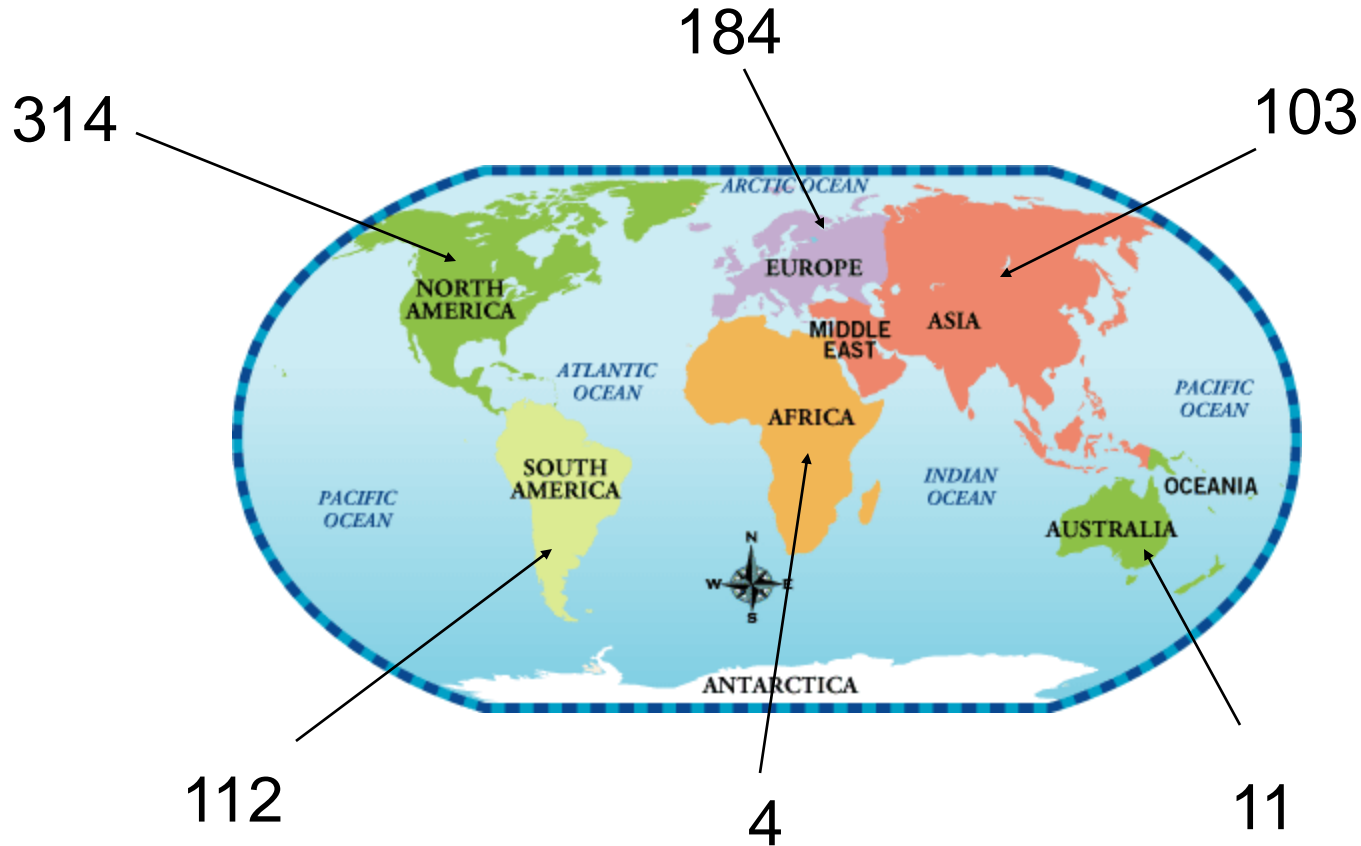 184
314
103
ARCTIC OCEAN
EUROPE
NORTH
AMERICA
MIDDLE
EAST
ASIA
ATLANTIC
OCEAN
PACIFIC
OCEAN
AFRICA
SOUTH
AMERICA
INDIAN
OCEAN
OCEANIA
PACIFIC
OCEAN
AUSTRALIA
N
W
E
S
ANTARCTICA
112
4
11